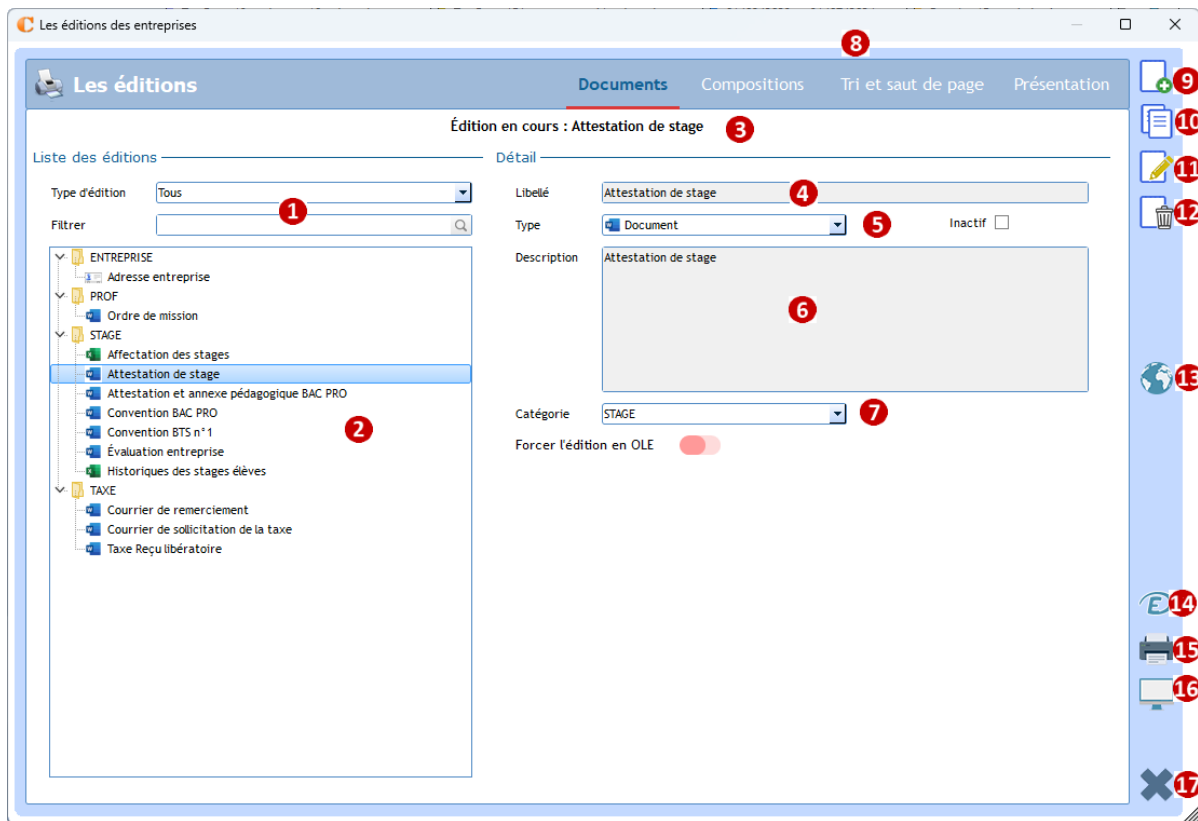 Les éditions des entreprises
8
Les éditions Documents Compositions Tri et saut de page Présentation
9
Édition en cours : Attestation de stage 3
10
Liste des éditions Détail
11
Type d'édition Tous Libellé Attestation de stage 4
1
12
Filtrer Type Document 5 Inactif
ENTREPRISE Description Attestation de stage
Adresse entreprise
PROF
Ordre de mission 6
STAGE
Affectation des stages
Attestation de stage 13
Attestation et annexe pédagogique BAC PRO
Convention BAC PRO Catégorie STAGE 7
Convention BTS n°1 2
Évaluation entreprise Forcer l'édition en OLE
Historiques des stages élèves
TAXE
Courrier de remerciement
Courrier de sollicitation de la taxe
Taxe Reçu libératoire
E 14
15
16
17